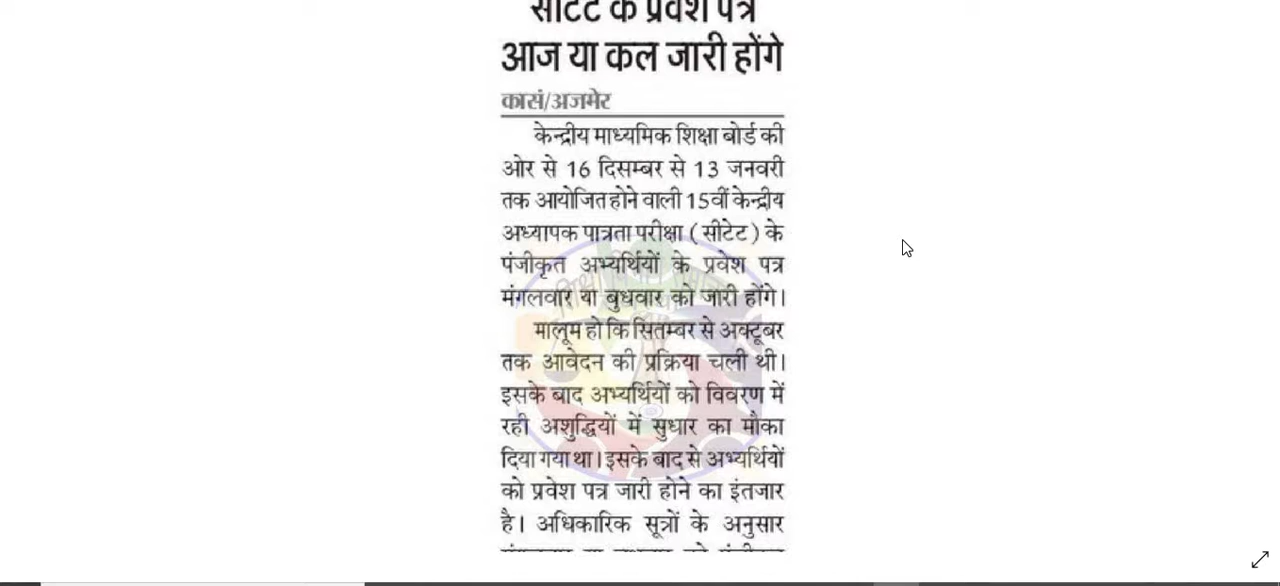 सीटेट के प्रवेश पत्र
आज या कल जारी होंगे
कासं/अजमेर
केन्द्रीय माध्यमिक शिक्षा बोर्ड की
ओर से 16 दिसम्बर से 13 जनवरी
तक आयोजित होने वाली 15वीं केन्द्रीय
अध्यापक पात्रता परीक्षा ( सीटेट ) के
पंजीकृत अभ्यर्थियों के प्रवेश पत्र
मंगलवार या बुधवार को जारी होंगे।
मालूम हो कि सितम्बर से अक्टूबर
तक आवेदन की प्रक्रिया चली थी।
इसके बाद अभ्यर्थियों को विवरण में
रही अशुद्धियों में सुधार का मौका
दिया गया था। इसके बाद से अभ्यर्थियों
को प्रवेश पत्र जारी होने का इंतजार
है। अधिकारिक सूत्रों के अनुसार